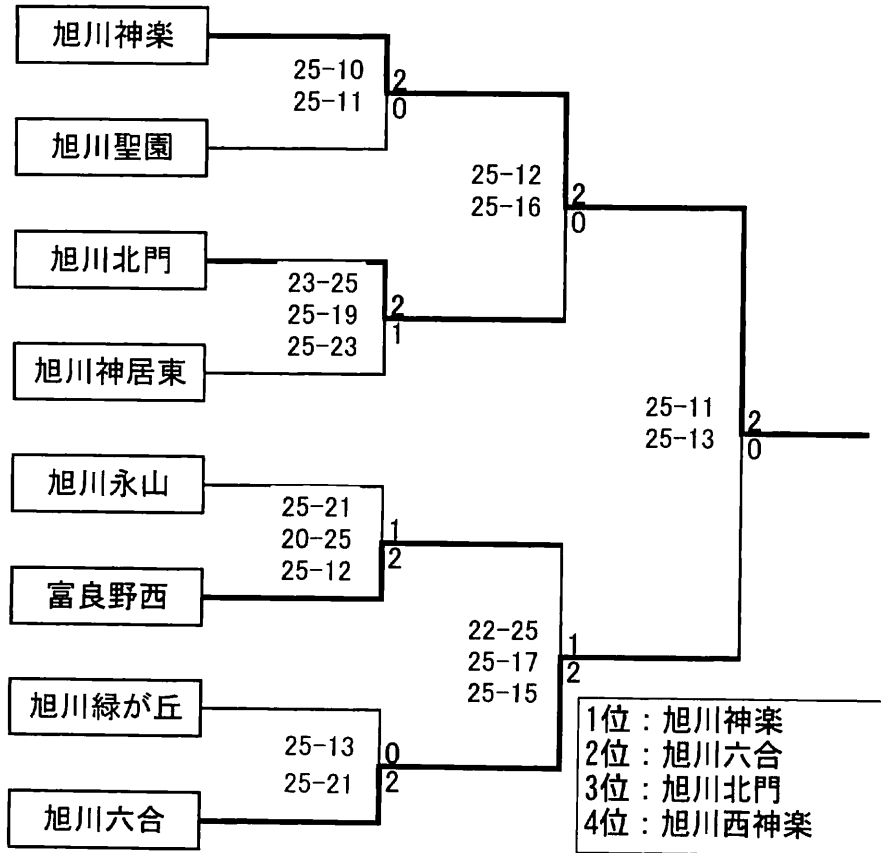 旭川神楽
25-10
25-11
2
0
旭川聖園
25-12
25-16
2
0
旭川北門
23-25
25-19
25-23
2
1
旭川神居東
25-11
25-13
2
0
旭川永山
25-21
20-25
25-12
1
2
富良野西
22-25
25-17
25-15
1
2
旭川緑が丘
25-13
25-21
0
2
旭川六合
1位：旭川神楽
2位：旭川六合
3位：旭川北門
4位：旭川西神楽